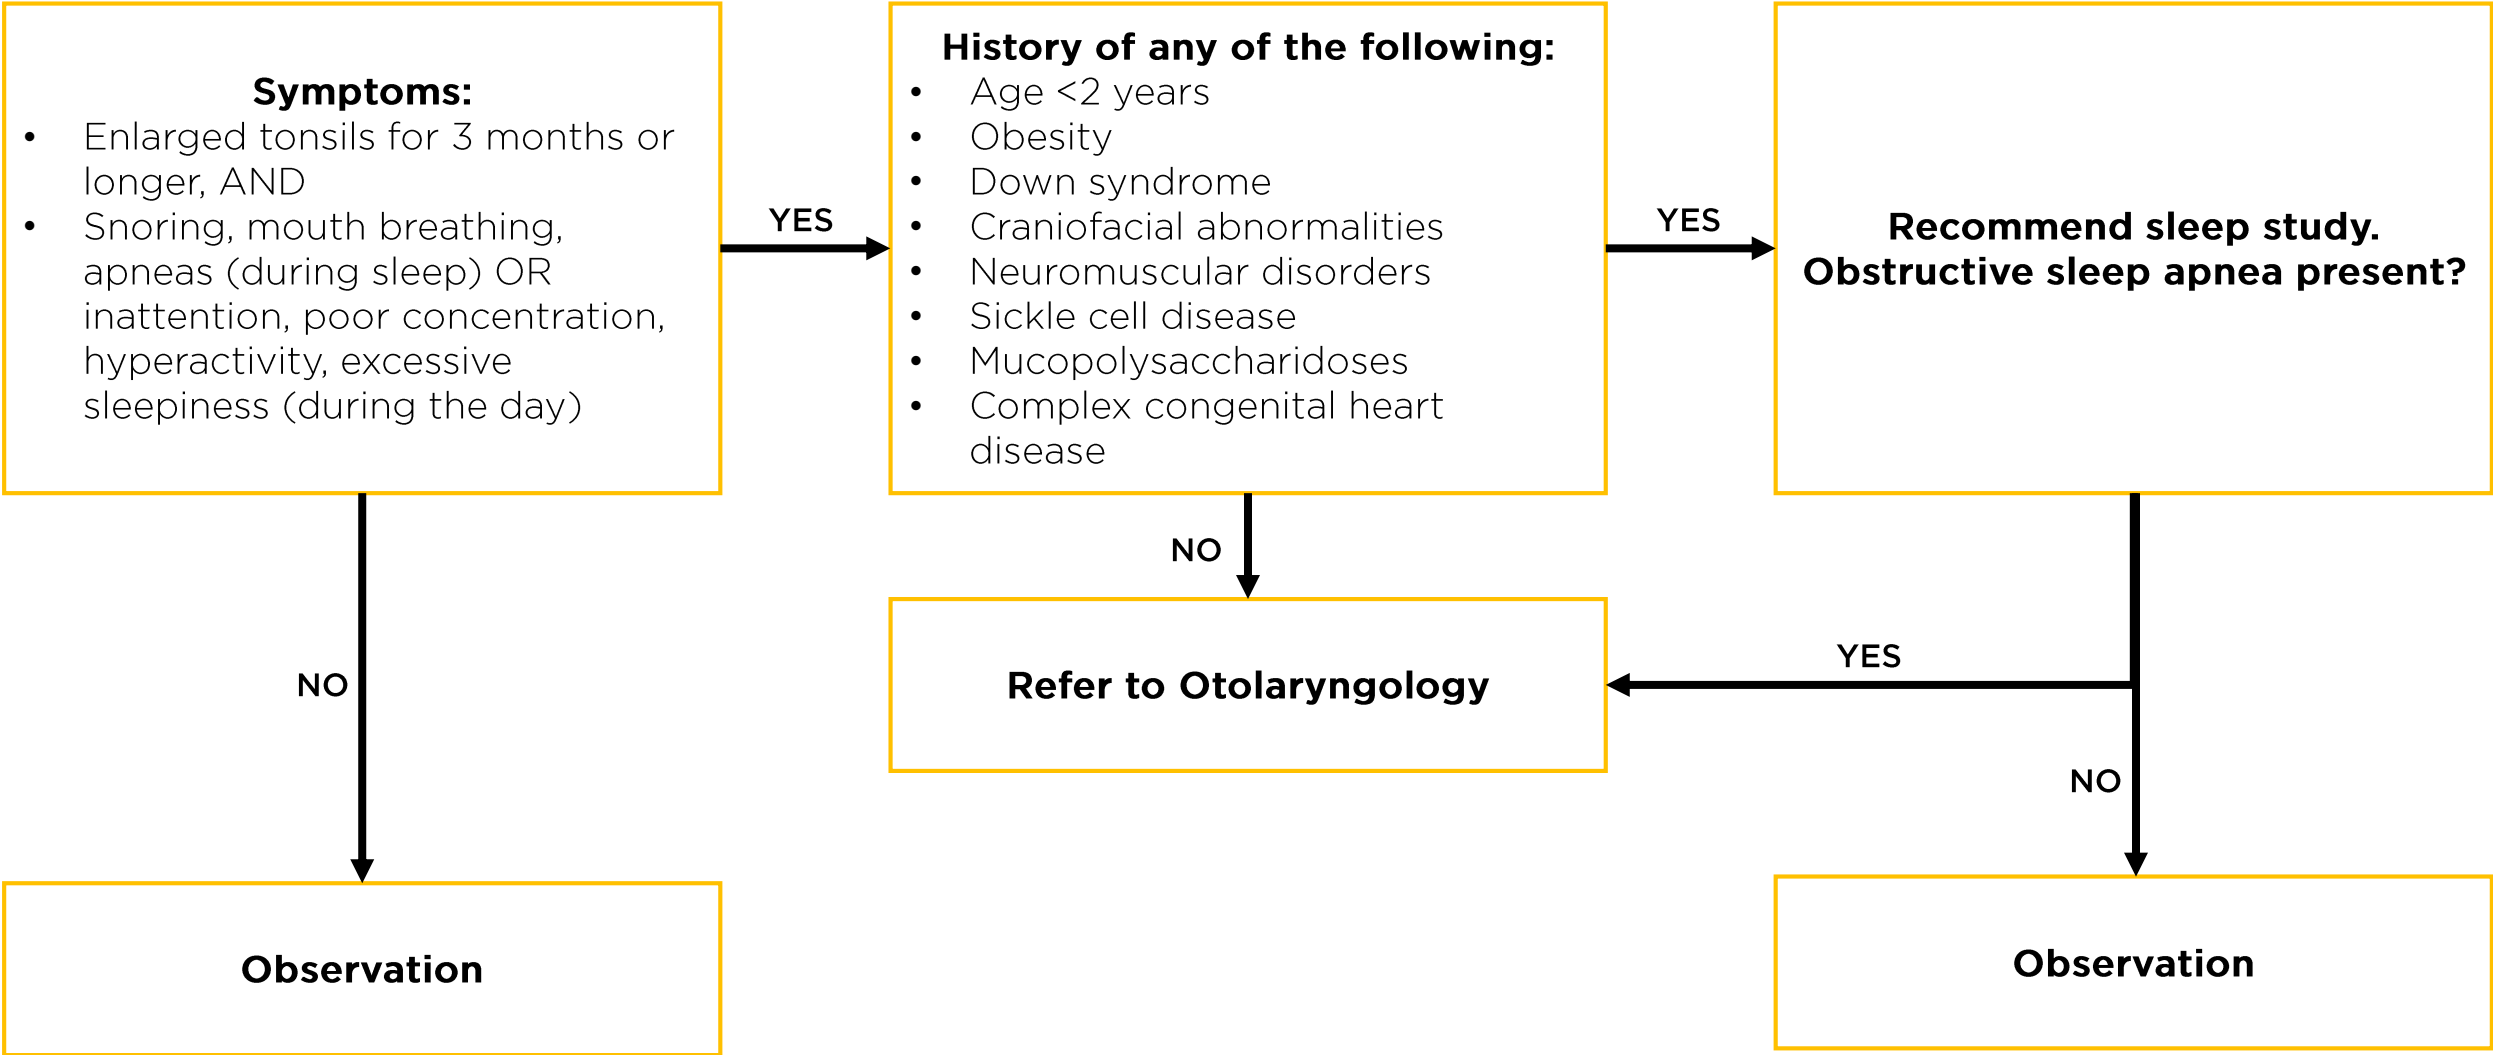 Symptoms:
• Enlarged tonsils for 3 months or
longer, AND
• Snoring, mouth breathing,
apneas (during sleep) OR
inattention, poor concentration,
hyperactivity, excessive
sleepiness (during the day)
YES
History of any of the following:
• Age <2 years
• Obesity
• Down syndrome
• Craniofacial abnormalities
• Neuromuscular disorders
• Sickle cell disease
• Mucopolysaccharidoses
• Complex congenital heart
disease
YES
Recommend sleep study.
Obstructive sleep apnea present?
NO
NO
Refer to Otolaryngology
YES
NO
Observation
Observation